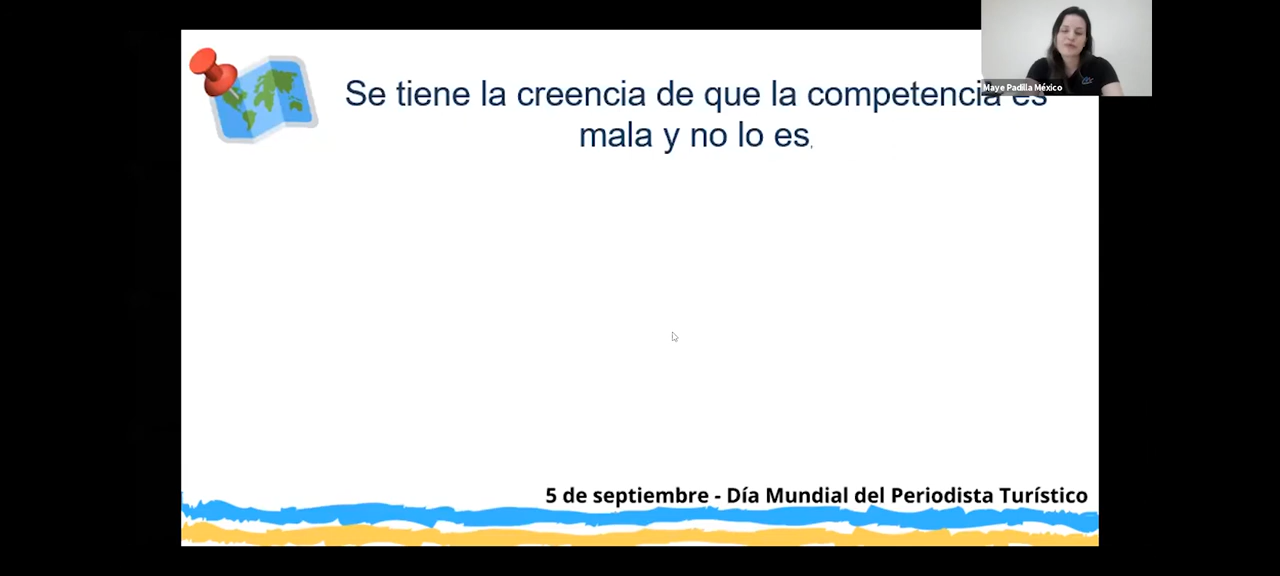 Se tiene la creencia de que la competencia es
mala y no lo es,
Maye Padilla México
5 de septiembre - Día Mundial del Periodista Turístico